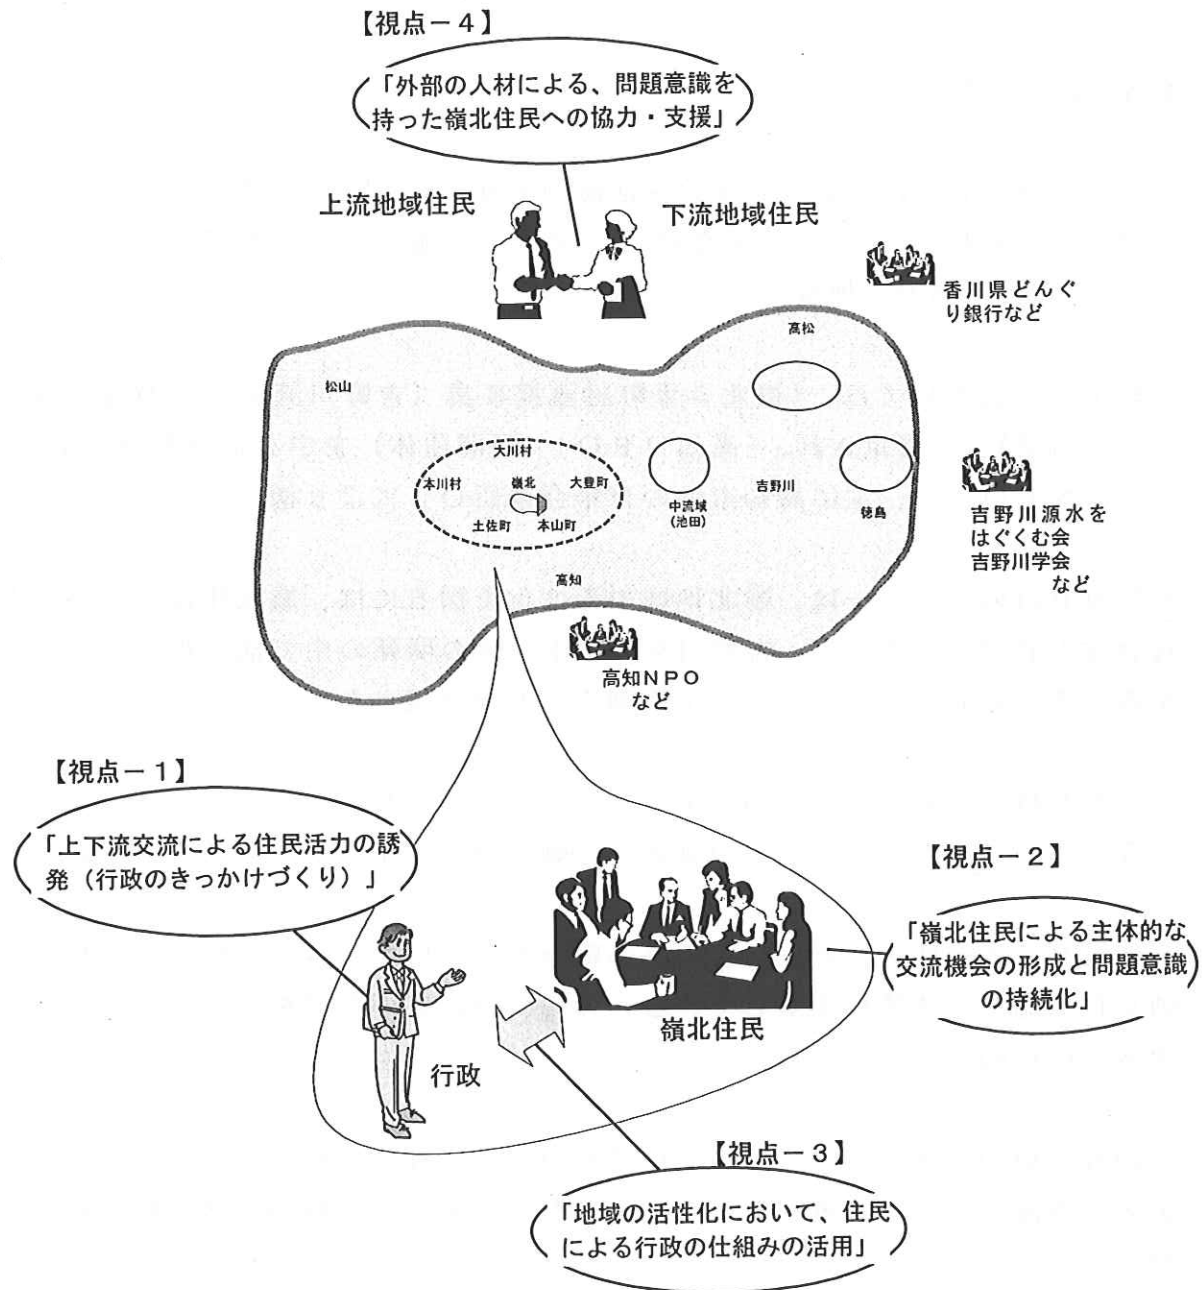 【視点－４】
「外部の人材による、問題意識を
持った嶺北住民への協力・支援」
上流地域住民
下流地域住民
香川県どんぐ
り銀行など
高松
松山
大川村
本川村
嶺北
大豊町
土佐町
本山町
中流域
(池田)
吉野川
徳島
吉野川源水を
はぐくむ会
吉野川学会
など
高知
高知ＮＰＯ
など
【視点－１】
「上下流交流による住民活力の誘
発（行政のきっかけづくり）」
【視点－２】
「嶺北住民による主体的な
交流機会の形成と問題意識
の持続化」
嶺北住民
行政
【視点－３】
「地域の活性化において、住民
による行政の仕組みの活用」